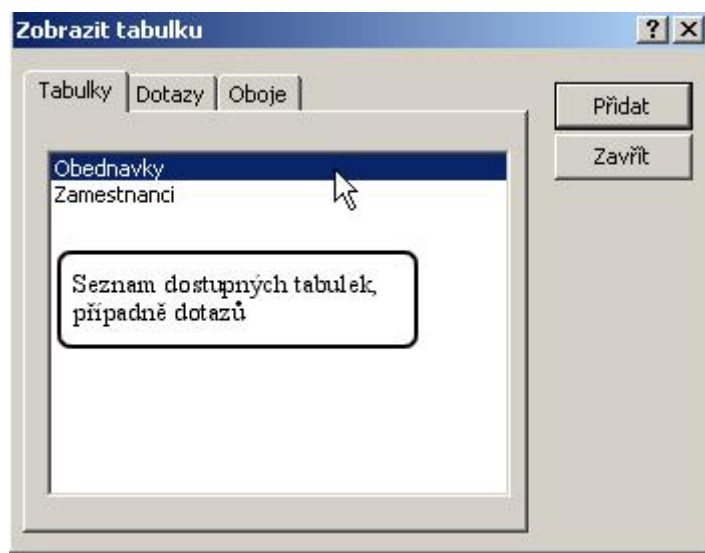 Zobrazit tabulku
Tabulky Dotazy Oboje
Přidat
Zavřít
Obednavky
Zamestnanci
Seznam dostupných tabulek,
případně dotazů